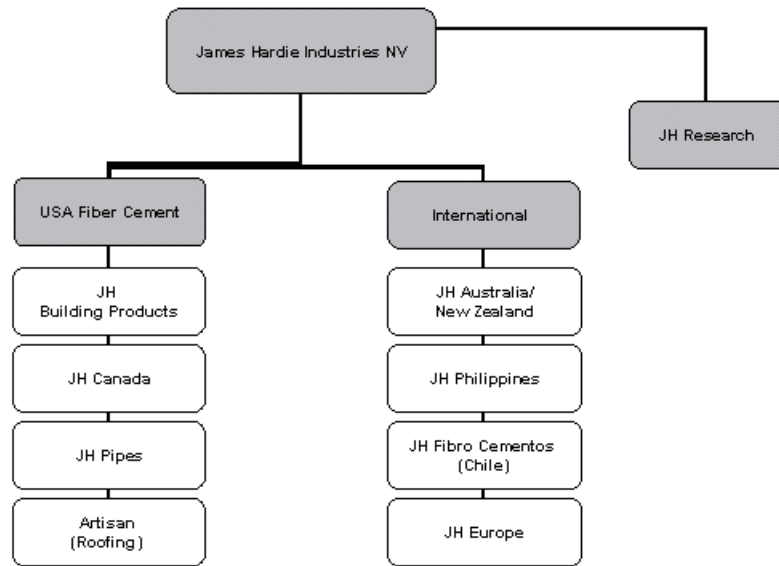 James Hardie Industries NV
JH Research
USA Fiber Cement
International
JH
Building Products
JH Australia/
New Zealand
JH Canada
JH Philippines
JH Pipes
JH Fibro Cementos
(Chile)
Artisan
(Roofing)
JH Europe